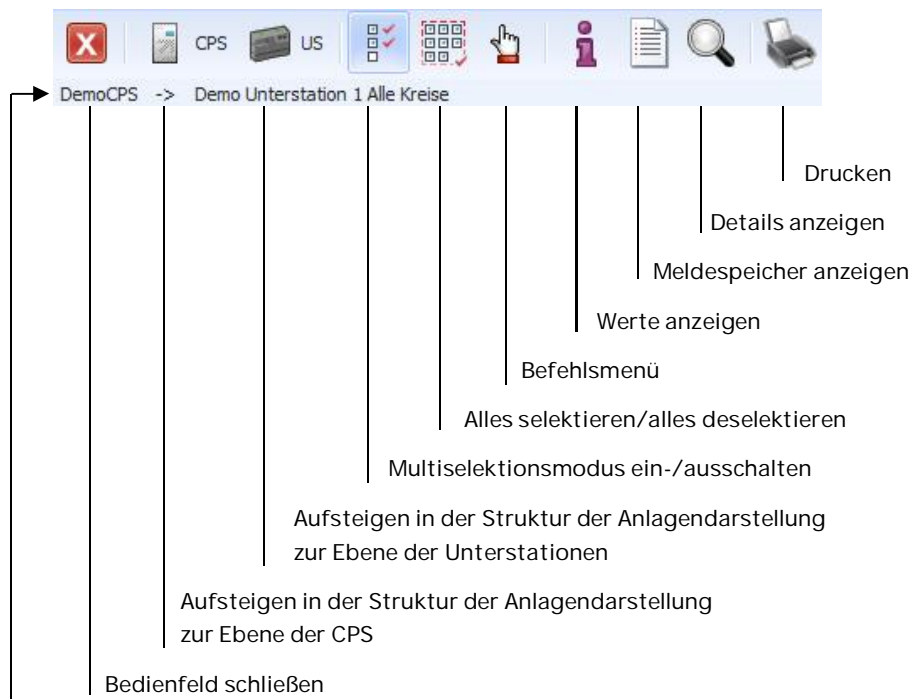 CPS US
DemoCPS -> Demo Unterstation 1 Alle Kreise
Drucken
Details anzeigen
Meldespeicher anzeigen
Werte anzeigen
Befehlsmenü
Alles selektieren/alles deselektieren
Multiselektionsmodus ein-/ausschalten
Aufsteigen in der Struktur der Anlagendarstellung
zur Ebene der Unterstationen
Aufsteigen in der Struktur der Anlagendarstellung
zur Ebene der CPS
Bedienfeld schließen